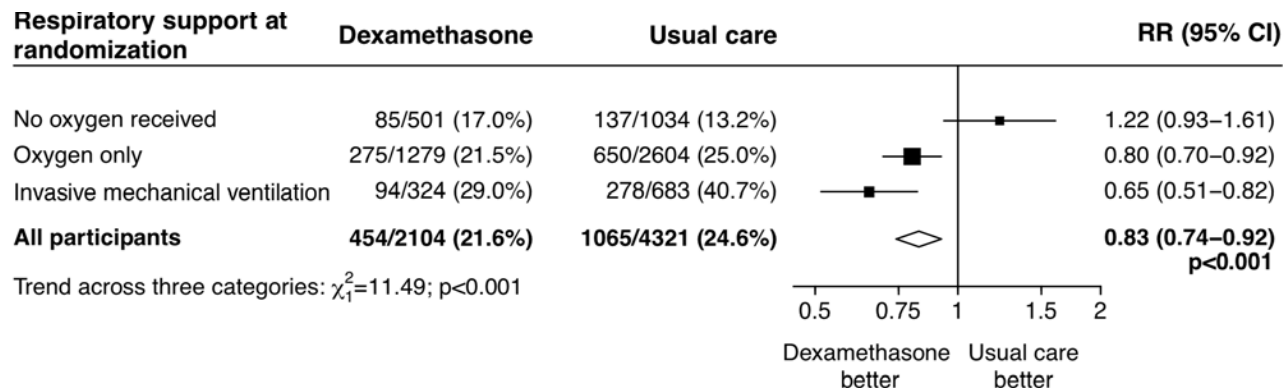 Respiratory support at
randomization Dexamethasone Usual care RR (95% CI)
No oxygen received 85/501 (17.0%) 137/1034 (13.2%) 1.22 (0.93–1.61)
Oxygen only 275/1279 (21.5%) 650/2604 (25.0%) 0.80 (0.70–0.92)
Invasive mechanical ventilation 94/324 (29.0%) 278/683 (40.7%) 0.65 (0.51–0.82)
All participants 454/2104 (21.6%) 1065/4321 (24.6%) 0.83 (0.74–0.92)
p<0.001
Trend across three categories: χ²₁=11.49; p<0.001
0.5 0.75 1 1.5 2
Dexamethasone Usual care
better better